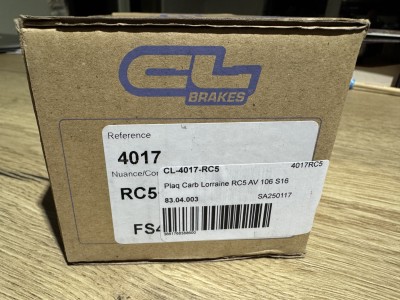 CL
BRAKES
Reference
4017
Nuance/Co
RC5
FS4
CL-4017-RC5
4017RC5
Plaq Carb Lorraine RC5 AV 106 S16
83.04.003
SA250117